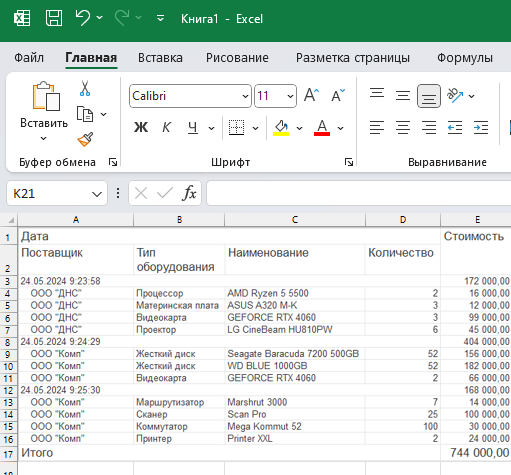 Книга1 - Excel
Файл Главная Вставка Рисование Разметка страницы Формулы
Вставить Calibri 11
Ж К Ч А
Буфер обмена Шрифт Выравнивание
K21 fx
A B C D E
1 Дата Стоимость
2 Поставщик Тип оборудования Наименование Количество
3 24.05.2024 9:23:58 172 000,00
4 ООО "ДНС" Процессор AMD Ryzen 5 5500 2 16 000,00
5 ООО "ДНС" Материнская плата ASUS A320 M-K 3 12 000,00
6 ООО "ДНС" Видеокарта GEFORCE RTX 4060 3 99 000,00
7 ООО "ДНС" Проектор LG CineBeam HU810PW 6 45 000,00
8 24.05.2024 9:24:29 404 000,00
9 ООО "Комп" Жесткий диск Seagate Baracuda 7200 500GB 52 156 000,00
10 ООО "Комп" Жесткий диск WD BLUE 1000GB 52 182 000,00
11 ООО "Комп" Видеокарта GEFORCE RTX 4060 2 66 000,00
12 24.05.2024 9:25:30 168 000,00
13 ООО "Комп" Маршрутизатор Marshrut 3000 7 14 000,00
14 ООО "Комп" Сканер Scan Pro 25 100 000,00
15 ООО "Комп" Коммутатор Mega Kommut 52 100 30 000,00
16 ООО "Комп" Принтер Printer XXL 2 24 000,00
17 Итого 744 000,00